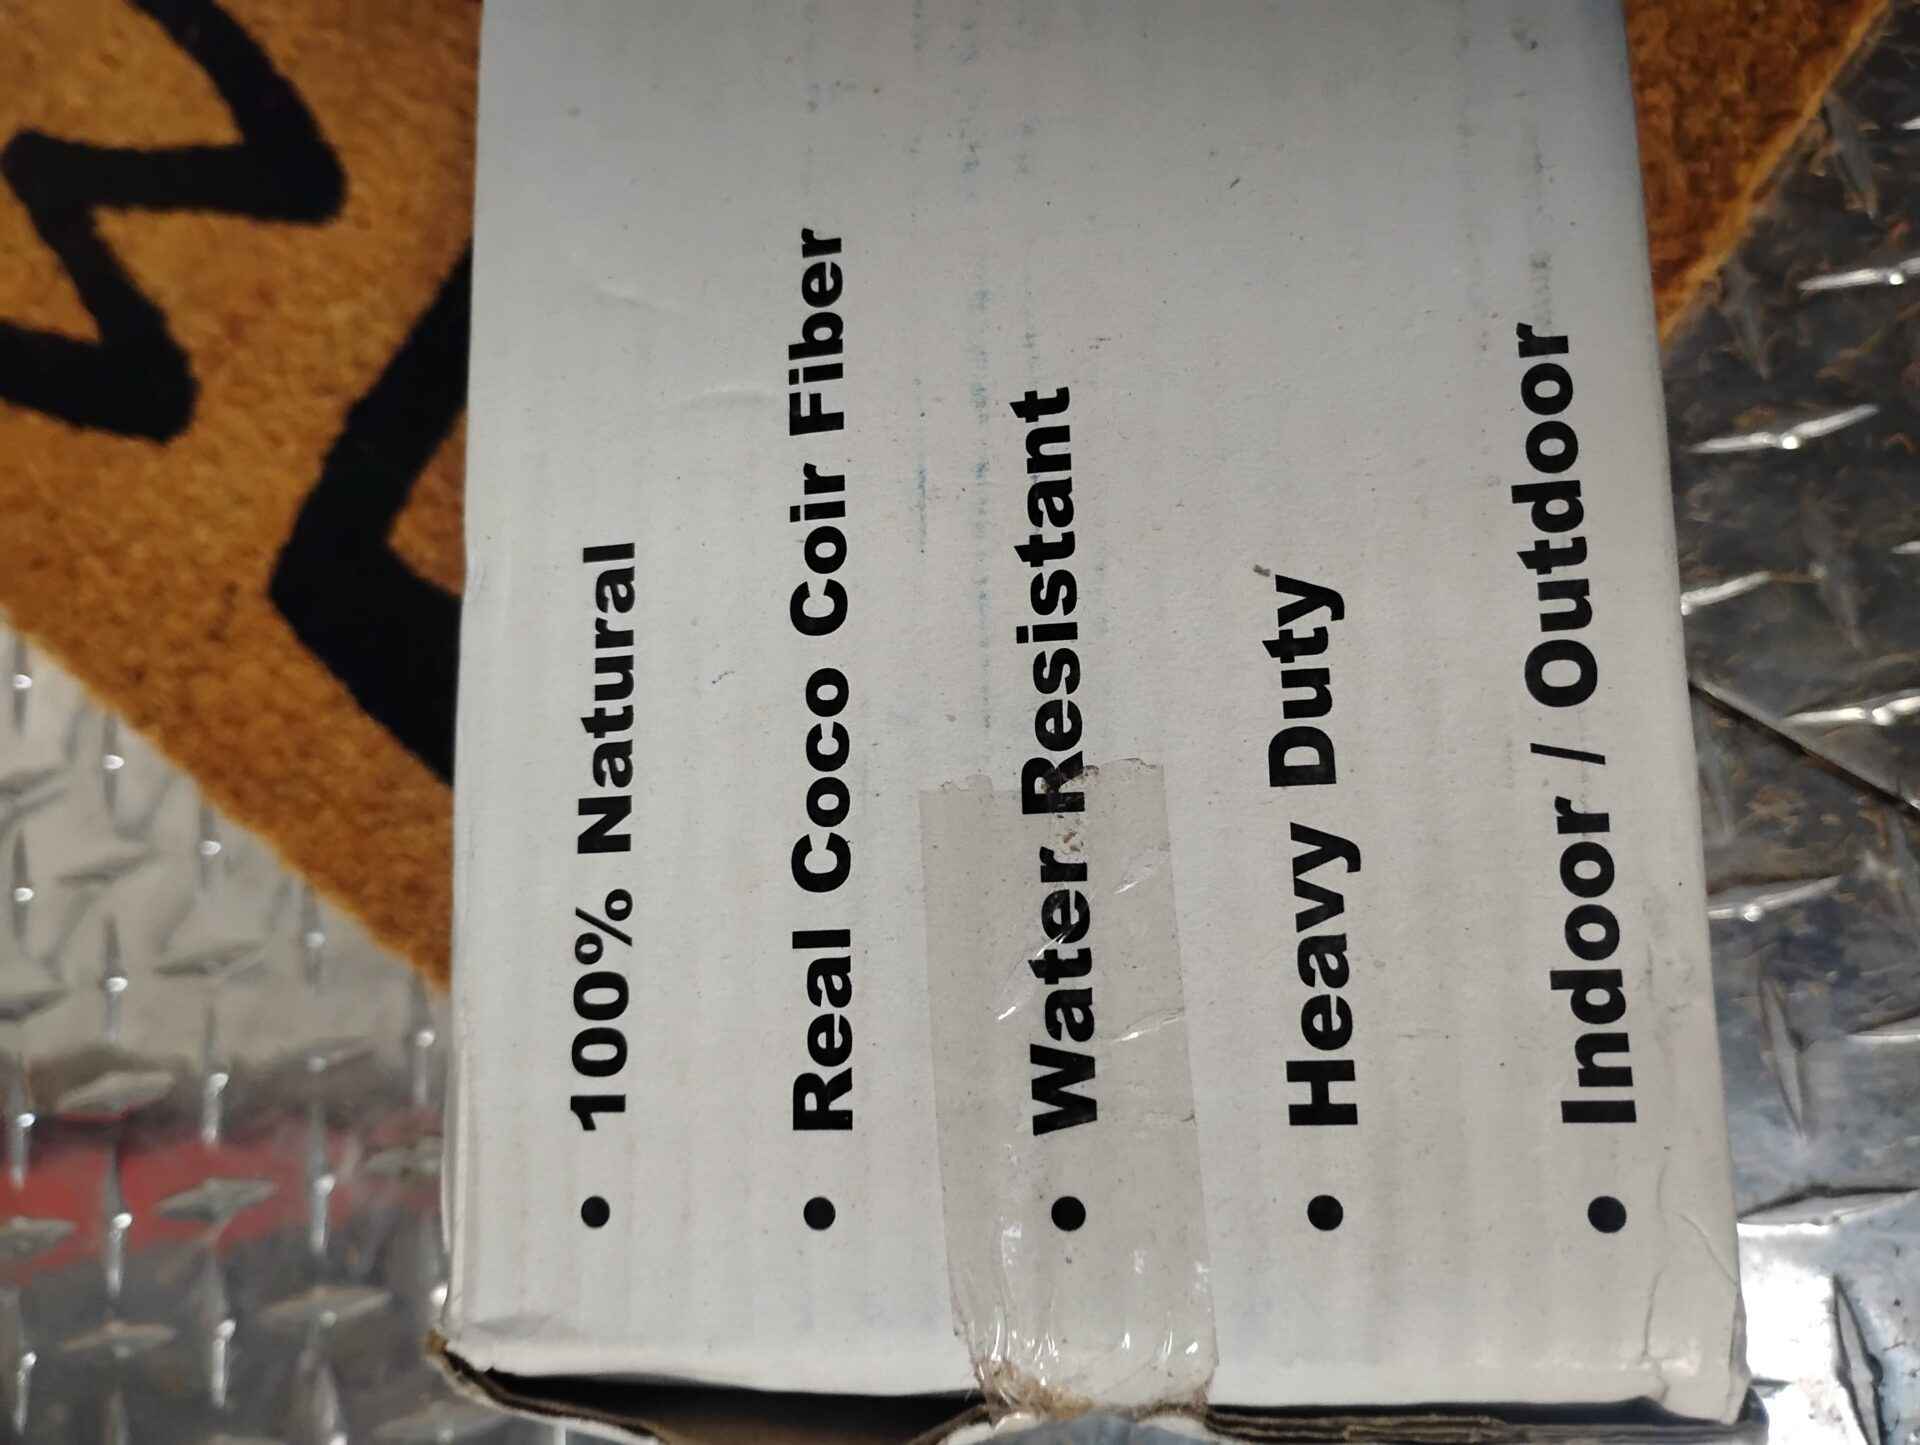 • 100% Natural
• Real Coco Coir Fiber
• Water Resistant
• Heavy Duty
• Indoor / Outdoor